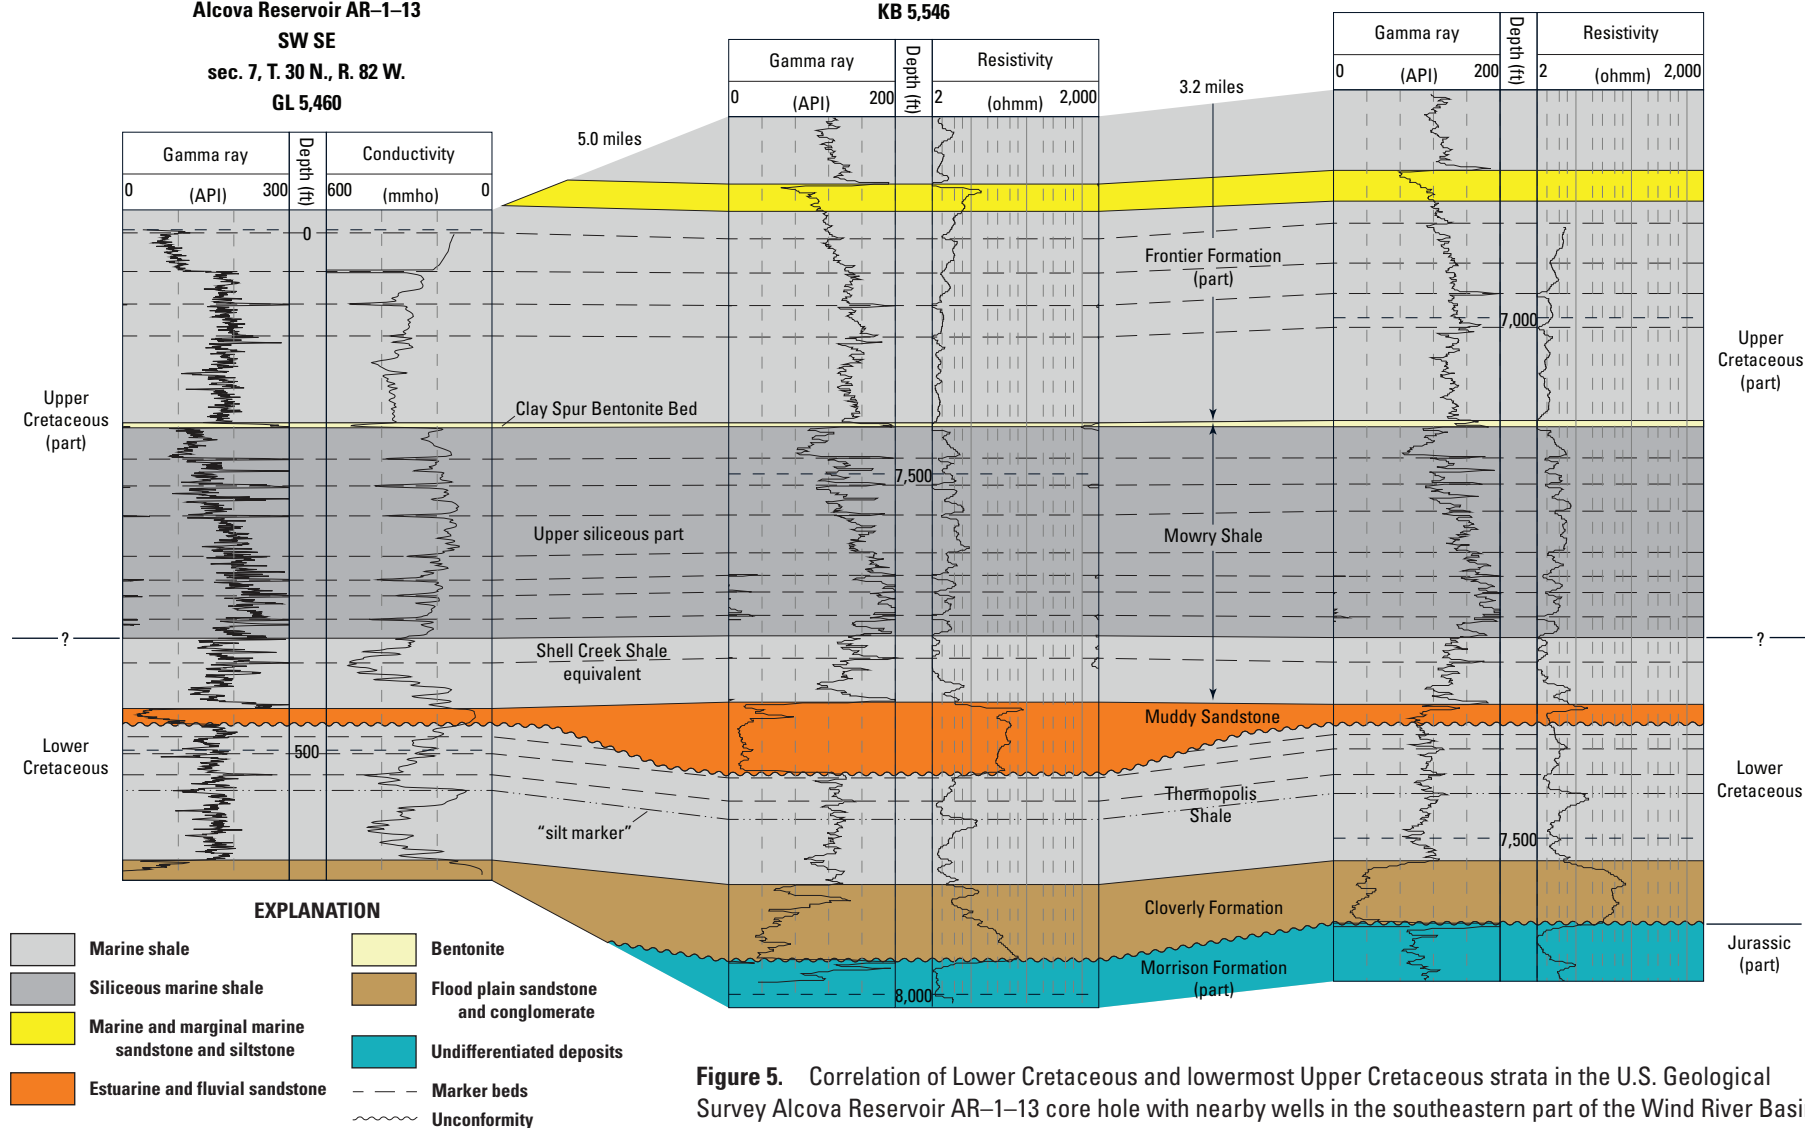 Alcova Reservoir AR–1–13
SW SE
sec. 7, T. 30 N., R. 82 W.
GL 5,460
KB 5,546
Gamma ray
Depth (ft)
Conductivity
0
(API)
300
600
(mmho)
0
Gamma ray
Depth (ft)
Resistivity
0
(API)
200
2
(ohmm)
2,000
Gamma ray
Depth (ft)
Resistivity
0
(API)
200
2
(ohmm)
2,000
5.0 miles
3.2 miles
0
500
7,500
8,000
7,000
7,500
Frontier Formation
(part)
Clay Spur Bentonite Bed
Upper siliceous part
Mowry Shale
Shell Creek Shale
equivalent
Muddy Sandstone
Thermopolis
Shale
“silt marker”
Cloverly Formation
Morrison Formation
(part)
Upper
Cretaceous
(part)
?
Lower
Cretaceous
Upper
Cretaceous
(part)
?
Lower
Cretaceous
Jurassic
(part)
EXPLANATION
Marine shale
Siliceous marine shale
Marine and marginal marine
sandstone and siltstone
Estuarine and fluvial sandstone
Bentonite
Flood plain sandstone
and conglomerate
Undifferentiated deposits
Marker beds
Unconformity
Figure 5. Correlation of Lower Cretaceous and lowermost Upper Cretaceous strata in the U.S. Geological
Survey Alcova Reservoir AR–1–13 core hole with nearby wells in the southeastern part of the Wind River Basi